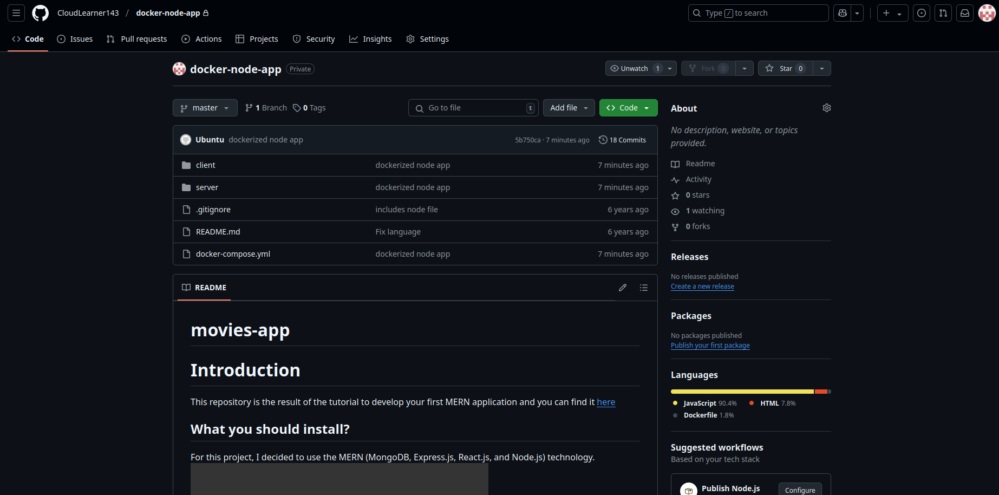 CloudLearner143 / docker-node-app
Type / to search
Code Issues Pull requests Actions Projects Security Insights Settings
docker-node-app Private
Unwatch 1 Fork 0 Star 0
master 1 Branch 0 Tags
Go to file t Add file Code
Ubuntu dockerized node app 5b750ca · 7 minutes ago 18 Commits
client dockerized node app 7 minutes ago
server dockerized node app 7 minutes ago
.gitignore includes node file 6 years ago
README.md Fix language 6 years ago
docker-compose.yml dockerized node app 7 minutes ago
README
movies-app
Introduction
This repository is the result of the tutorial to develop your first MERN application and you can find it here
What you should install?
For this project, I decided to use the MERN (MongoDB, Express.js, React.js, and Node.js) technology.
About
No description, website, or topics
provided.
Readme
Activity
0 stars
1 watching
0 forks
Releases
No releases published
Create a new release
Packages
No packages published
Publish your first package
Languages
JavaScript 90.4% HTML 7.8%
Dockerfile 1.8%
Suggested workflows
Based on your tech stack
Publish Node.js Configure